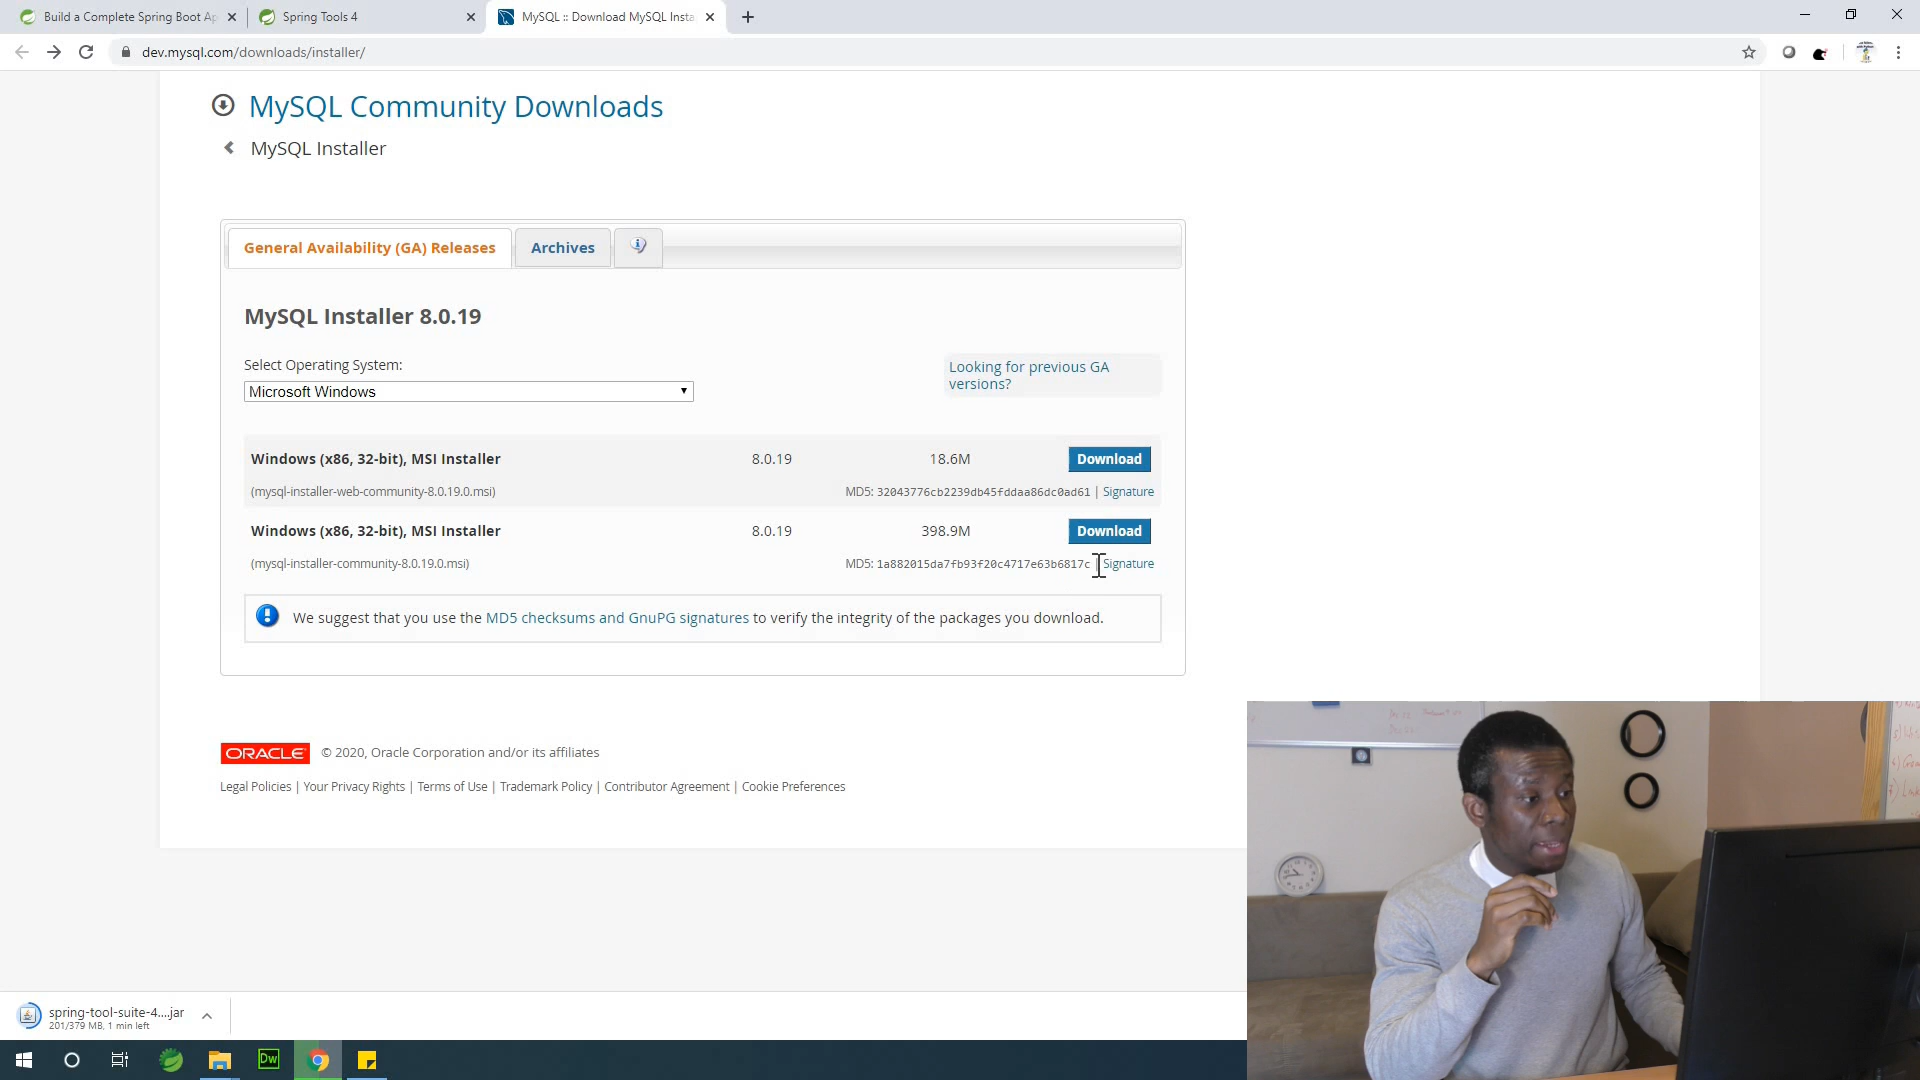 Build a Complete Spring Boot Ap
Spring Tools 4
MySQL :: Download MySQL Insta
dev.mysql.com/downloads/installer/
MySQL Community Downloads
MySQL Installer
General Availability (GA) Releases
Archives
MySQL Installer 8.0.19
Select Operating System:
Microsoft Windows
Looking for previous GA
versions?
Windows (x86, 32-bit), MSI Installer 8.0.19 18.6M Download
(mysql-installer-web-community-8.0.19.0.msi) MD5: 32043776cb2239db45fddaa86dc0ad61 | Signature
Windows (x86, 32-bit), MSI Installer 8.0.19 398.9M Download
(mysql-installer-community-8.0.19.0.msi) MD5: 1a882015da7fb93f20c4717e63b6817c | Signature
We suggest that you use the MD5 checksums and GnuPG signatures to verify the integrity of the packages you download.
ORACLE © 2020, Oracle Corporation and/or its affiliates
Legal Policies | Your Privacy Rights | Terms of Use | Trademark Policy | Contributor Agreement | Cookie Preferences
spring-tool-suite-4....jar
201/379 MB, 1 min left
Dw